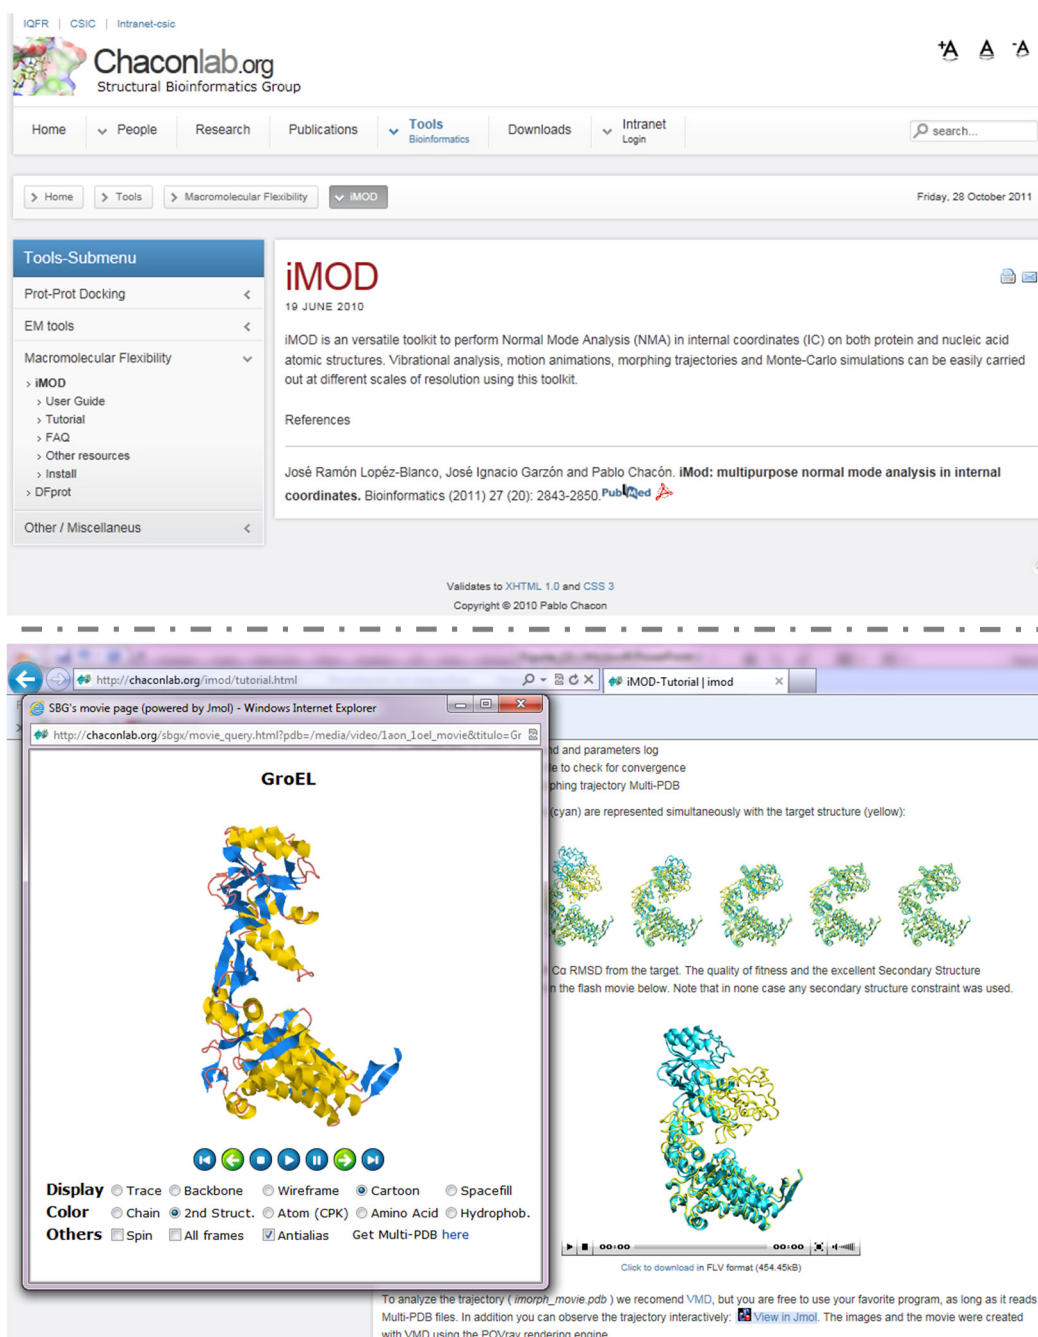 IQFR | CSIC | Intranet-csic
Chaconlab.org
Structural Bioinformatics Group
+A A -A
Home People Research Publications Tools Downloads Intranet
Bioinformatics Login
search...
> Home > Tools > Macromolecular Flexibility iMOD
Friday, 28 October 2011
Tools-Submenu
Prot-Prot Docking
EM tools
Macromolecular Flexibility
> iMOD
> User Guide
> Tutorial
> FAQ
> Other resources
> Install
> DFprot
Other / Miscellaneus
iMOD
19 JUNE 2010
iMOD is an versatile toolkit to perform Normal Mode Analysis (NMA) in internal coordinates (IC) on both protein and nucleic acid
atomic structures. Vibrational analysis, motion animations, morphing trajectories and Monte-Carlo simulations can be easily carried
out at different scales of resolution using this toolkit.
References
José Ramón Lopéz-Blanco, José Ignacio Garzón and Pablo Chacón. iMod: multipurpose normal mode analysis in internal
coordinates. Bioinformatics (2011) 27 (20): 2843-2850. PubMed
Validates to XHTML 1.0 and CSS 3
Copyright © 2010 Pablo Chacon
http://chaconlab.org/imod/tutorial.html
iMOD-Tutorial | imod
SBG's movie page (powered by Jmol) - Windows Internet Explorer
http://chaconlab.org/sbgx/movie_query.html?pdb=/media/video/1aon_1oel_movie&titulo=Gr
GroEL
Display Trace Backbone Wireframe Cartoon Spacefill
Color Chain 2nd Struct. Atom (CPK) Amino Acid Hydrophob.
Others Spin All frames Antialias Get Multi-PDB here
nd and parameters log
le to check for convergence
phing trajectory Multi-PDB
(cyan) are represented simultaneously with the target structure (yellow):
Cα RMSD from the target. The quality of fitness and the excellent Secondary Structure
n the flash movie below. Note that in none case any secondary structure constraint was used.
00:00 00:00
Click to download in FLV format (454.45kB)
To analyze the trajectory ( imorph_movie.pdb ) we recomend VMD, but you are free to use your favorite program, as long as it reads
Multi-PDB files. In addition you can observe the trajectory interactively: View in Jmol. The images and the movie were created
with VMD using the POVray rendering engine